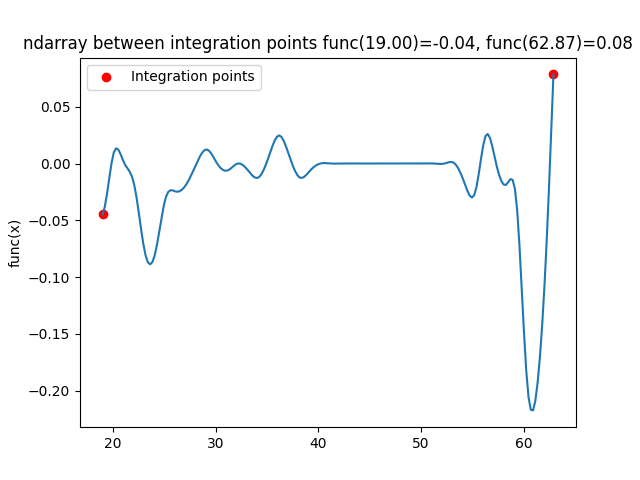 ndarray between integration points func(19.00)=-0.04, func(62.87)=0.08
Integration points
func(x)
0.05
0.00
−0.05
−0.10
−0.15
−0.20
20 30 40 50 60